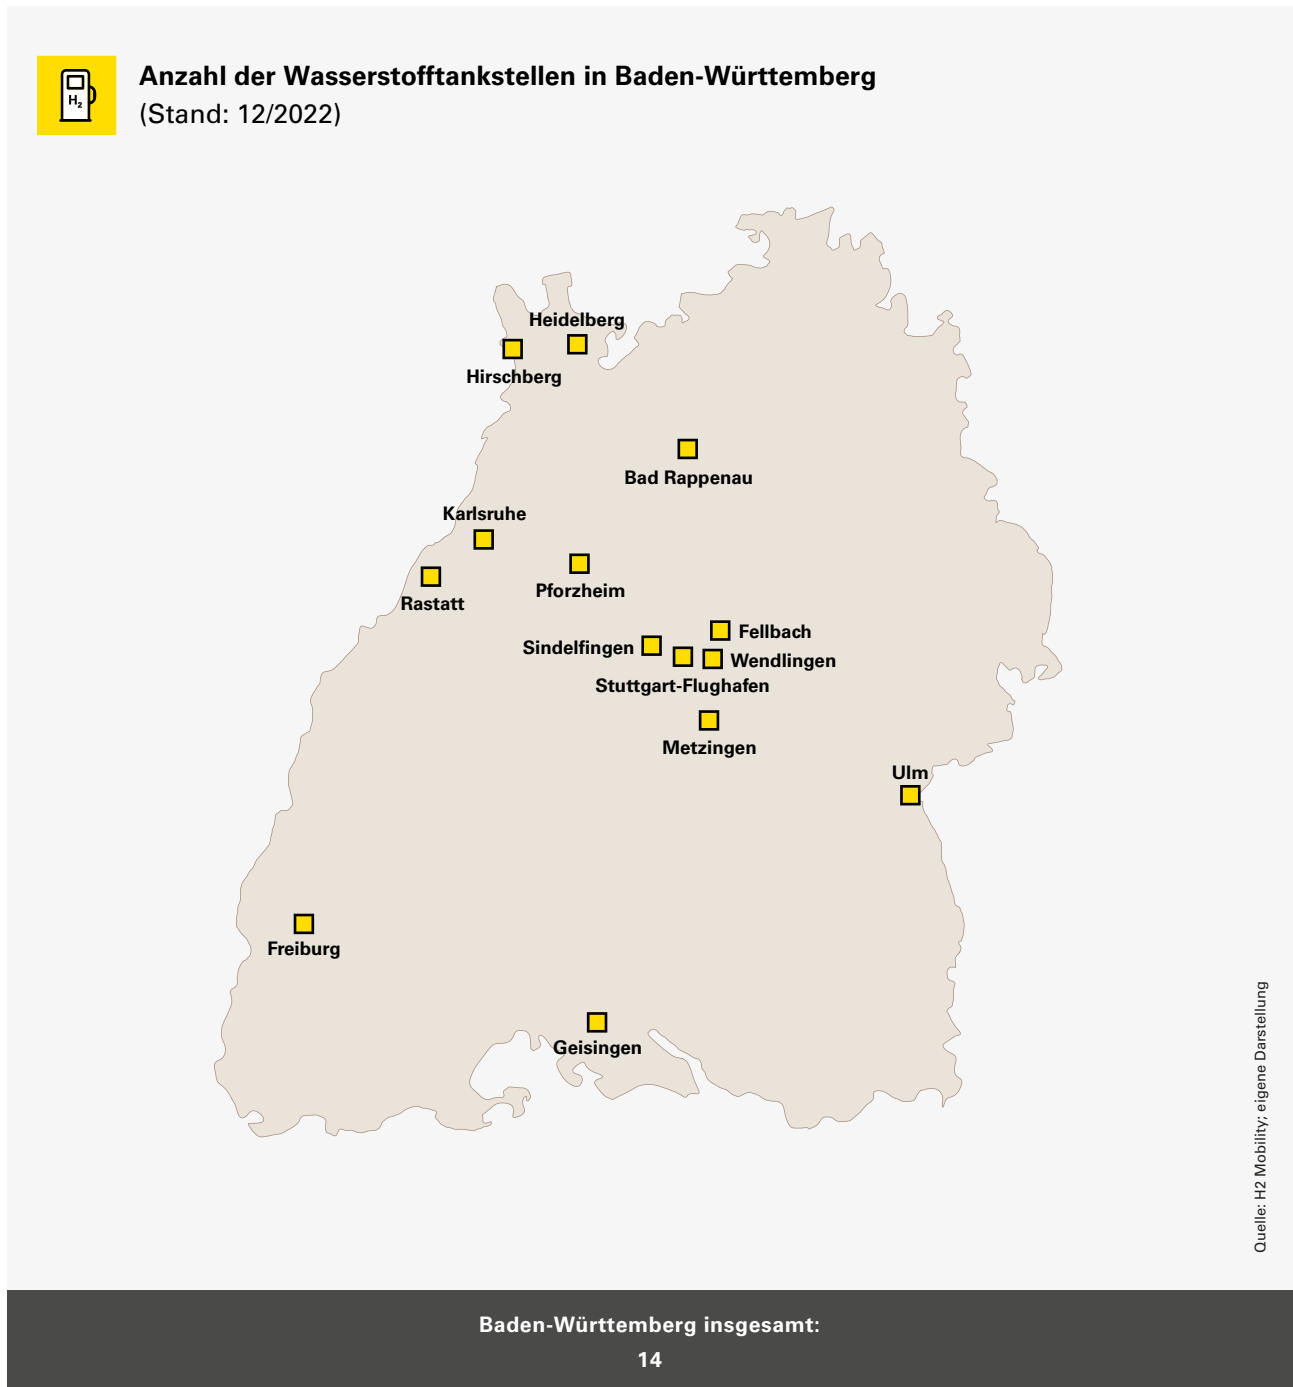 Anzahl der Wasserstofftankstellen in Baden-Württemberg
(Stand: 12/2022)
H₂
Heidelberg
Hirschberg
Bad Rappenau
Karlsruhe
Pforzheim
Rastatt
Fellbach
Sindelfingen
Wendlingen
Stuttgart-Flughafen
Metzingen
Ulm
Freiburg
Geisingen
Quelle: H2 Mobility; eigene Darstellung
Baden-Württemberg insgesamt:
14